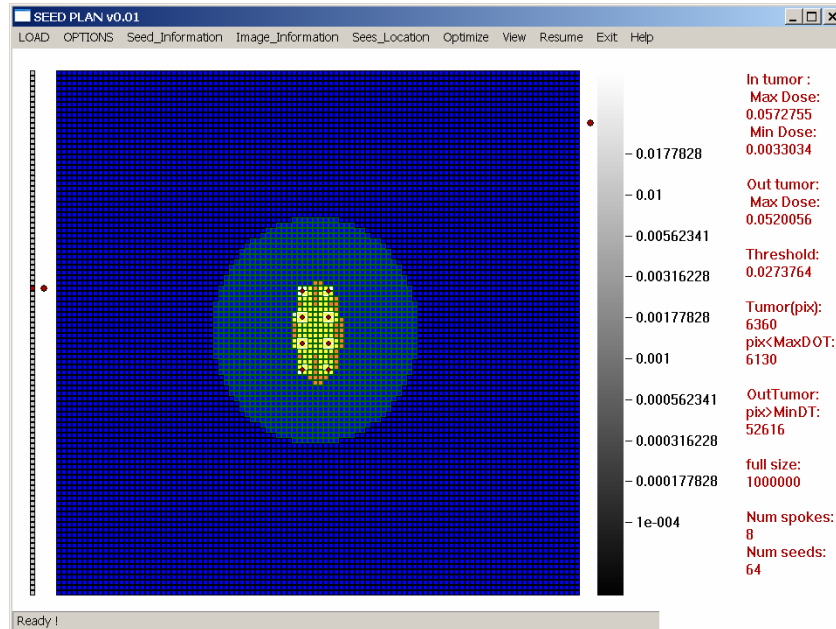 SEED PLAN v0.01
LOAD OPTIONS Seed_Information Image_Information Sees_Location Optimize View Resume Exit Help
0.0177828
0.01
0.00562341
0.00316228
0.00177828
0.001
0.000562341
0.000316228
0.000177828
1e-004
In tumor :
Max Dose:
0.0572755
Min Dose:
0.0033034
Out tumor:
Max Dose:
0.0520056
Threshold:
0.0273764
Tumor(pix):
6360
pix<MaxDOT:
6130
OutTumor:
pix>MinDT:
52616
full size:
1000000
Num spokes:
8
Num seeds:
64
Ready !